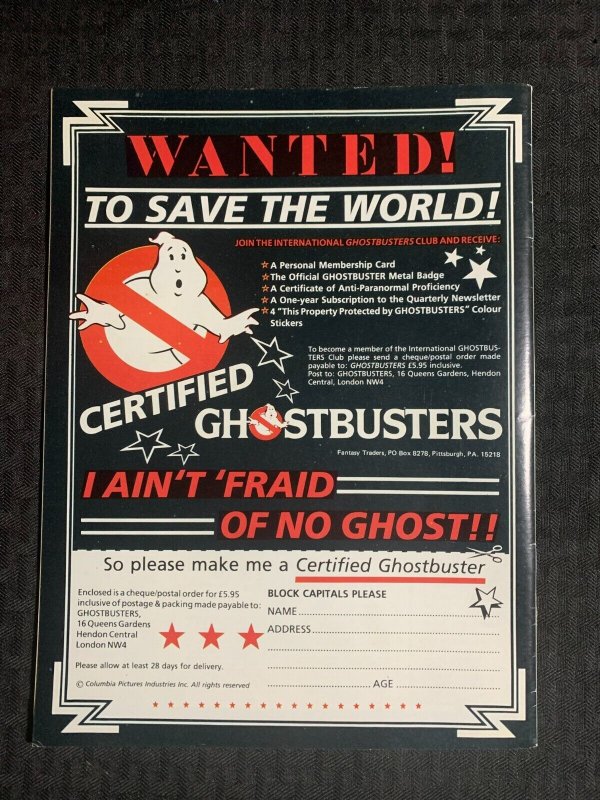 WANTED!
TO SAVE THE WORLD!
JOIN THE INTERNATIONAL GHOSTBUSTERS CLUB AND RECEIVE:
☆ A Personal Membership Card
☆ The Official GHOSTBUSTER Metal Badge
☆ A Certificate of Anti-Paranormal Proficiency
☆ A One-year Subscription to the Quarterly Newsletter
☆ 4 "This Property Protected by GHOSTBUSTERS" Colour
Stickers
To become a member of the International GHOSTBUS-
TERS Club please send a cheque/postal order made
payable to: GHOSTBUSTERS £5.95 inclusive.
Post to: GHOSTBUSTERS, 16 Queens Gardens, Hendon
Central, London NW4
CERTIFIED
GHOSTBUSTERS
Fantasy Traders, PO Box 8278, Pittsburgh, PA. 15218
I AIN'T 'FRAID
OF NO GHOST!!
So please make me a Certified Ghostbuster
Enclosed is a cheque/postal order for £5.95
inclusive of postage & packing made payable to:
GHOSTBUSTERS,
16 Queens Gardens
Hendon Central
London NW4
Please allow at least 28 days for delivery.
© Columbia Pictures Industries Inc. All rights reserved
BLOCK CAPITALS PLEASE
NAME
ADDRESS
AGE